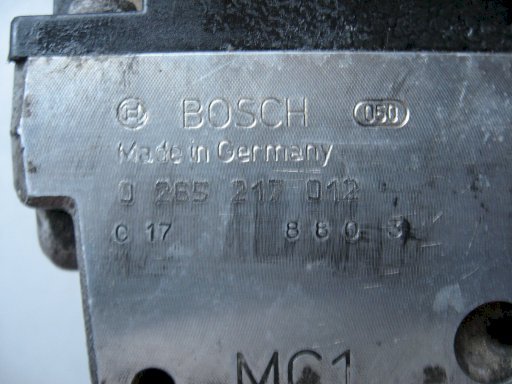 BOSCH 050
Made in Germany
0 265 217 012
C 17 880 3
MC1